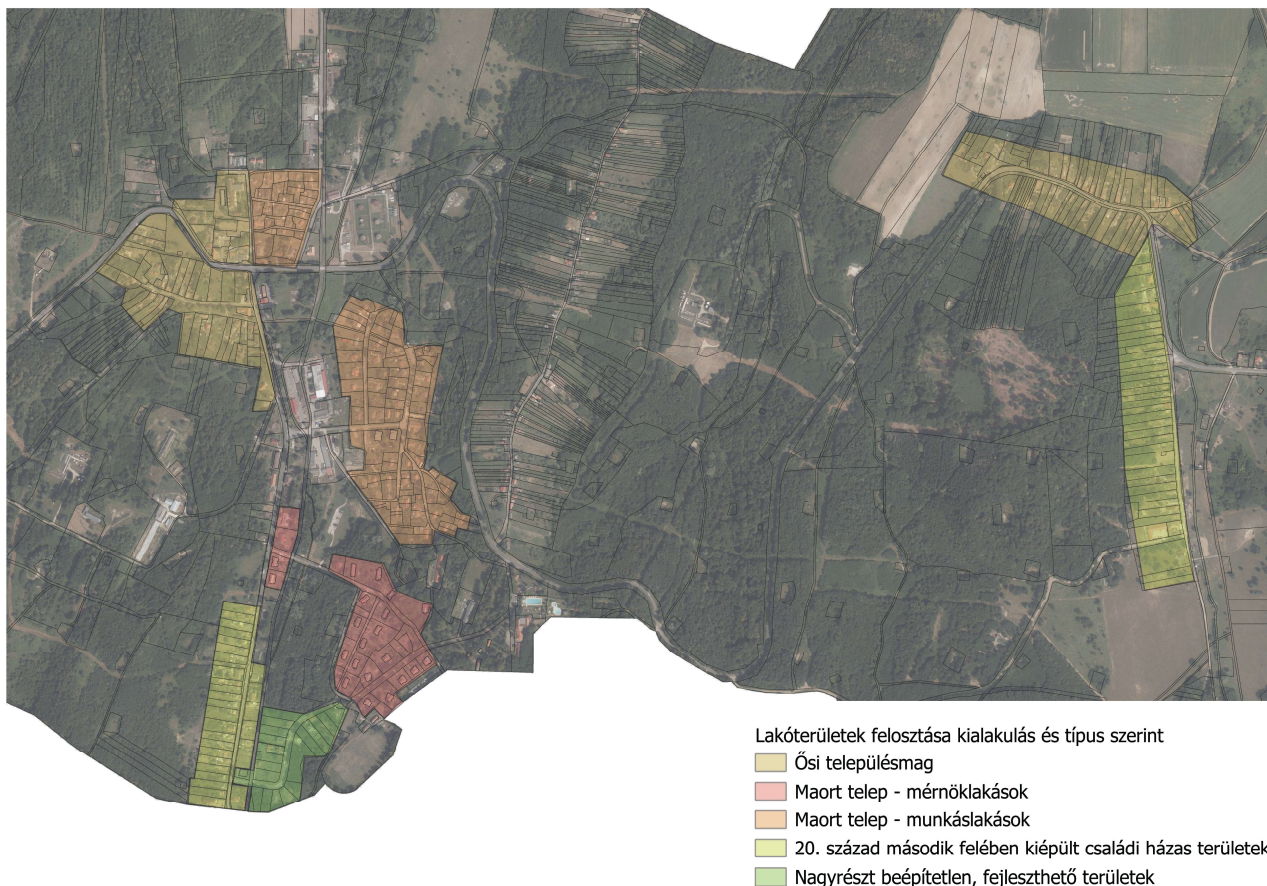 Lakóterületek felosztása kialakulás és típus szerint
Ősi településmag
Maort telep - mérnöklakások
Maort telep - munkáslakások
20. század második felében kiépült családi házas területek
Nagyrészt beépítetlen, fejleszthető területek